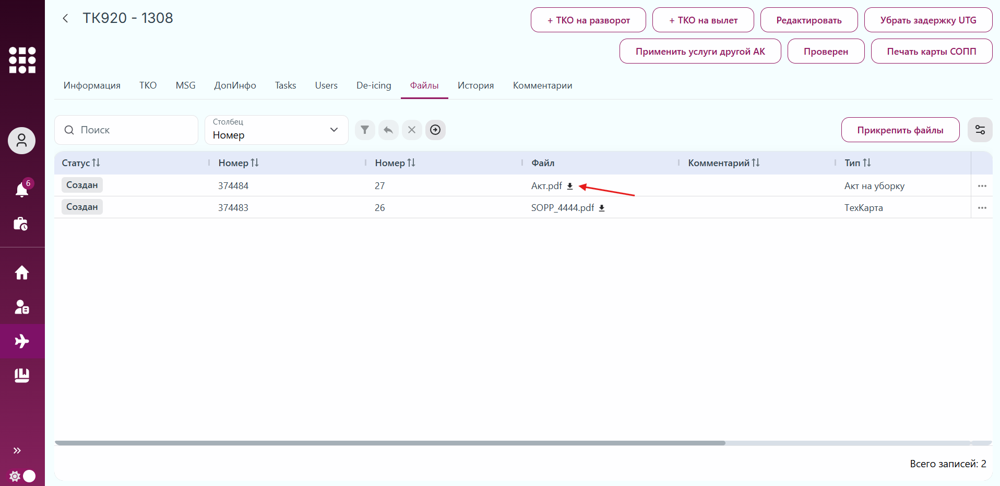 ТК920 - 1308
+ ТКО на разворот
+ ТКО на вылет
Редактировать
Убрать задержку UTG
Применить услуги другой АК
Проверен
Печать карты СОПП
6
Информация
ТКО
MSG
ДопИнфо
Tasks
Users
De-icing
Файлы
История
Комментарии
Поиск
Столбец
Номер
Прикрепить файлы
Статус Номер Номер Файл Комментарий Тип
Создан 374484 27 Акт.pdf Акт на уборку
Создан 374483 26 SOPP_4444.pdf ТехКарта
Всего записей: 2